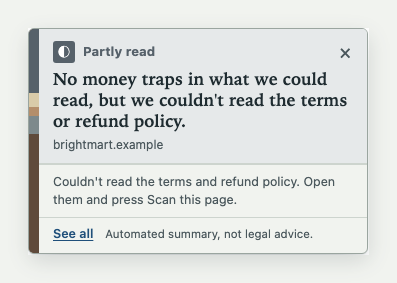 Partly read
No money traps in what we could
read, but we couldn't read the terms
or refund policy.
brightmart.example
Couldn't read the terms and refund policy. Open
them and press Scan this page.
See all Automated summary, not legal advice.